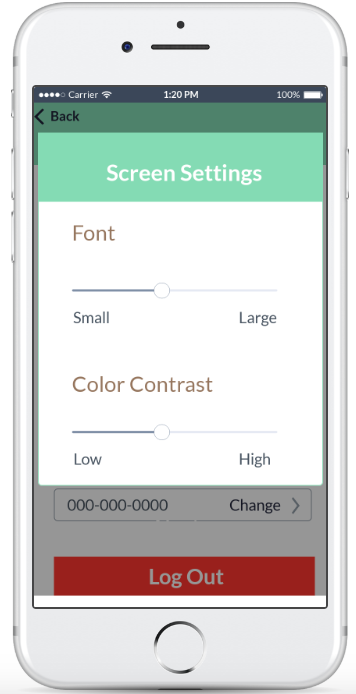 Carrier 1:20 PM 100%
Back
Screen Settings
Font
Small Large
Color Contrast
Low High
000-000-0000 Change
Log Out